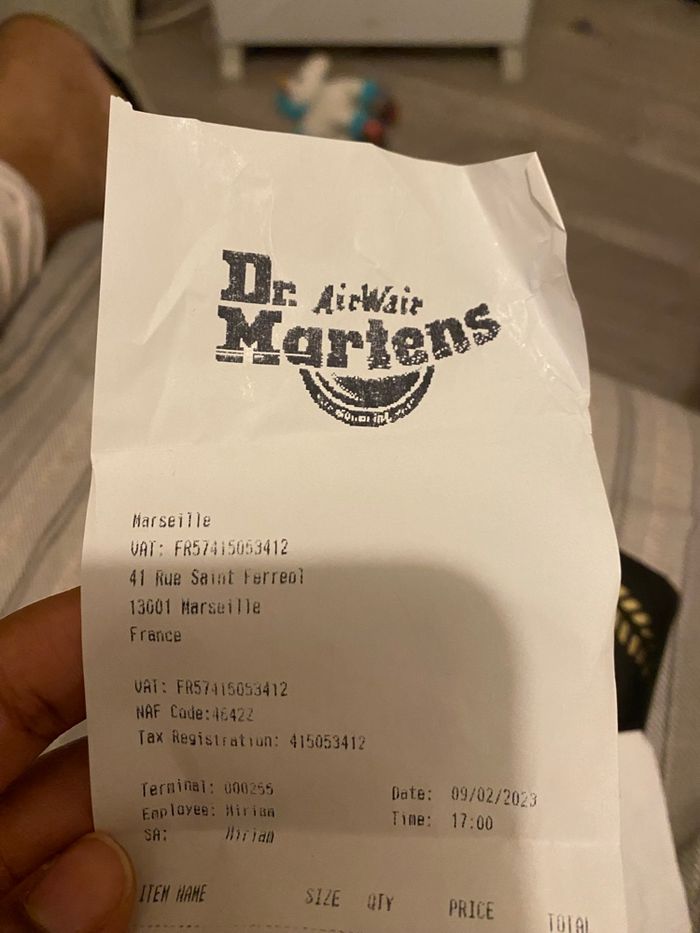 Dr. AirWair
Martens
Marseille
VAT: FR57415053412
41 Rue Saint Ferreol
13001 Marseille
France
VAT: FR57415053412
NAF Code:4642Z
Tax Registration: 415053412
Terminal: 000255 Date: 09/02/2023
Employee: Miriam Time: 17:00
SA: Miriam
ITEM NAME SIZE QTY PRICE TOTAL